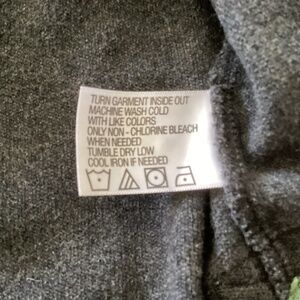 TURN GARMENT INSIDE OUT
MACHINE WASH COLD
WITH LIKE COLORS
ONLY NON - CHLORINE BLEACH
WHEN NEEDED
TUMBLE DRY LOW
COOL IRON IF NEEDED